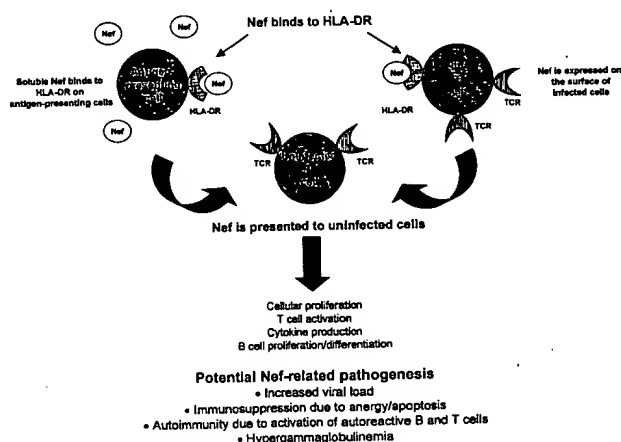 Nef
Nef
Nef
Nef binds to HLA-DR
Soluble Nef binds to
HLA-DR on
antigen-presenting cells
Nef
HLA-DR
Nef
HLA-DR
TCR
TCR
Nef is expressed on
the surface of
infected cells
TCR
TCR
Nef is presented to uninfected cells
Cellular proliferation
T cell activation
Cytokine production
B cell proliferation/differentiation
Potential Nef-related pathogenesis
• Increased viral load
• Immunosuppression due to anergy/apoptosis
• Autoimmunity due to activation of autoreactive B and T cells
• Hypergammaglobulinemia